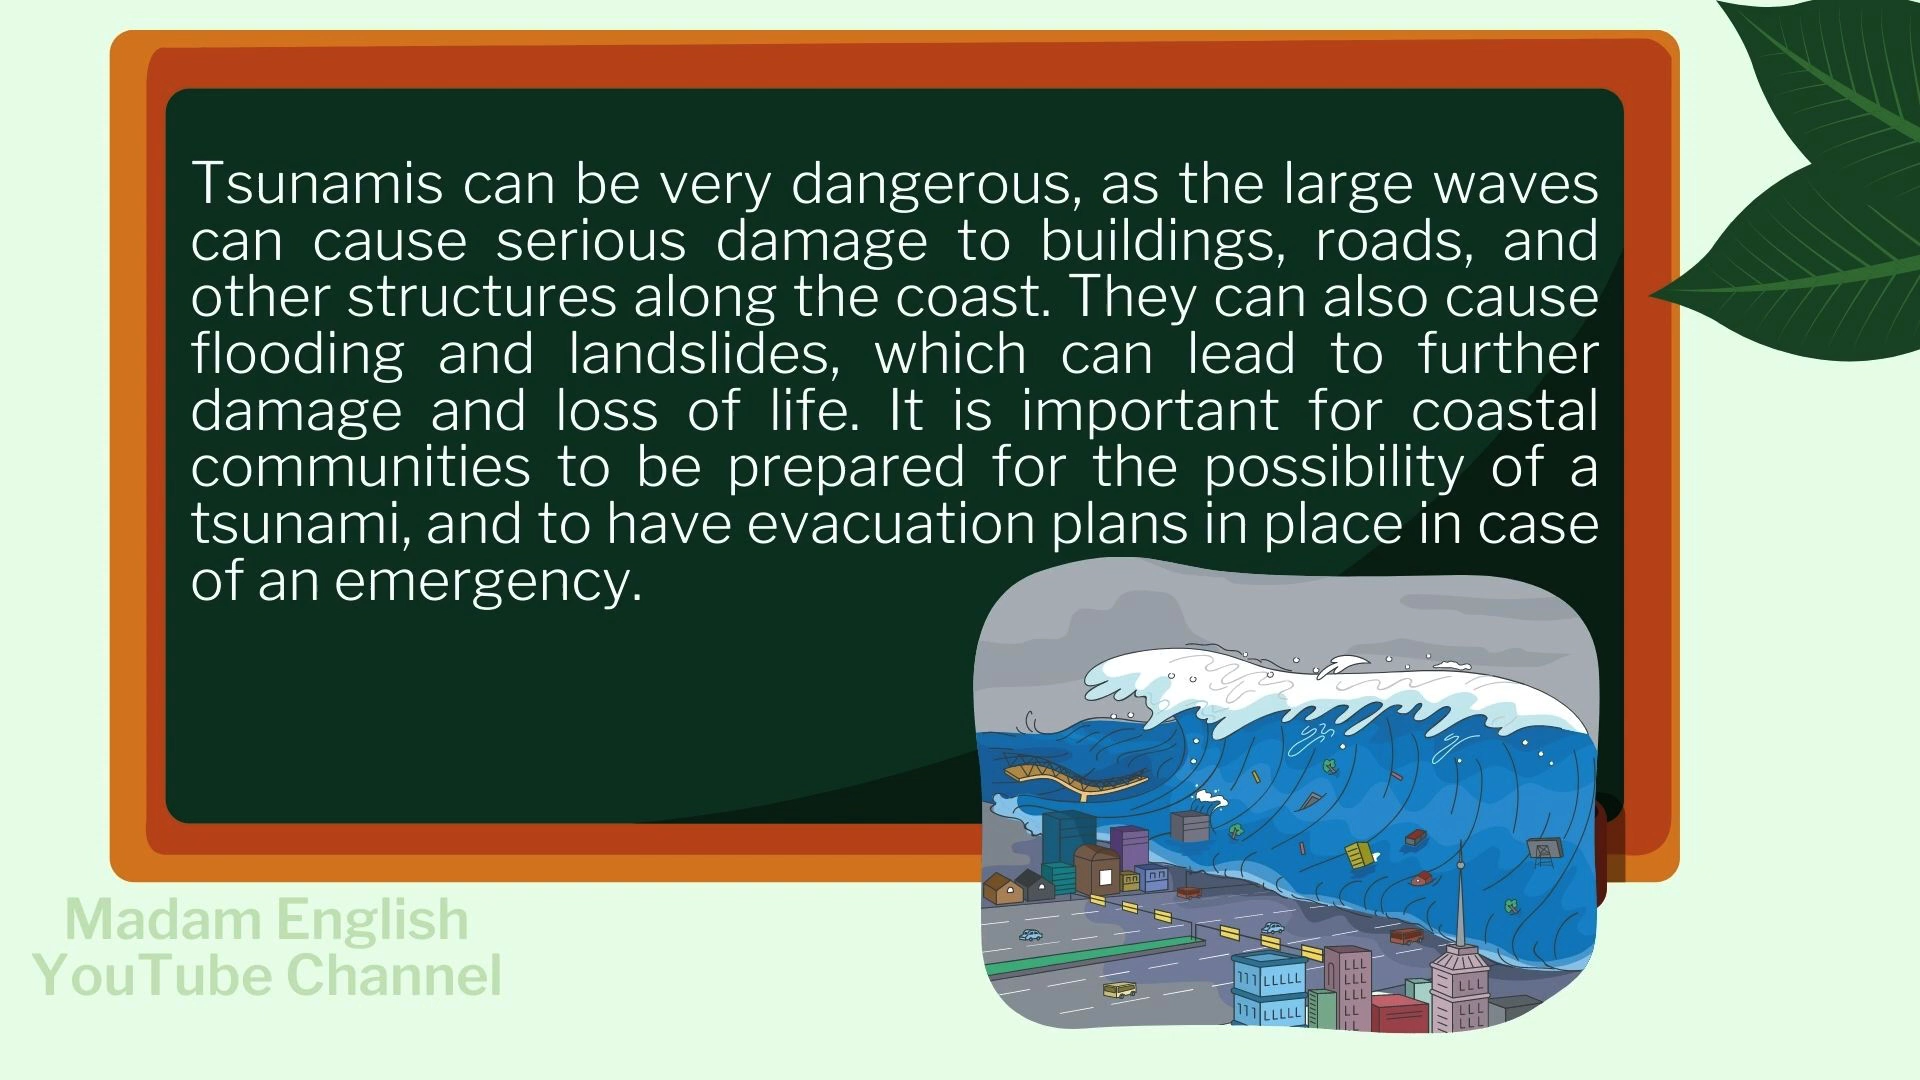 Tsunamis can be very dangerous, as the large waves
can cause serious damage to buildings, roads, and
other structures along the coast. They can also cause
flooding and landslides, which can lead to further
damage and loss of life. It is important for coastal
communities to be prepared for the possibility of a
tsunami, and to have evacuation plans in place in case
of an emergency.
Madam English
YouTube Channel